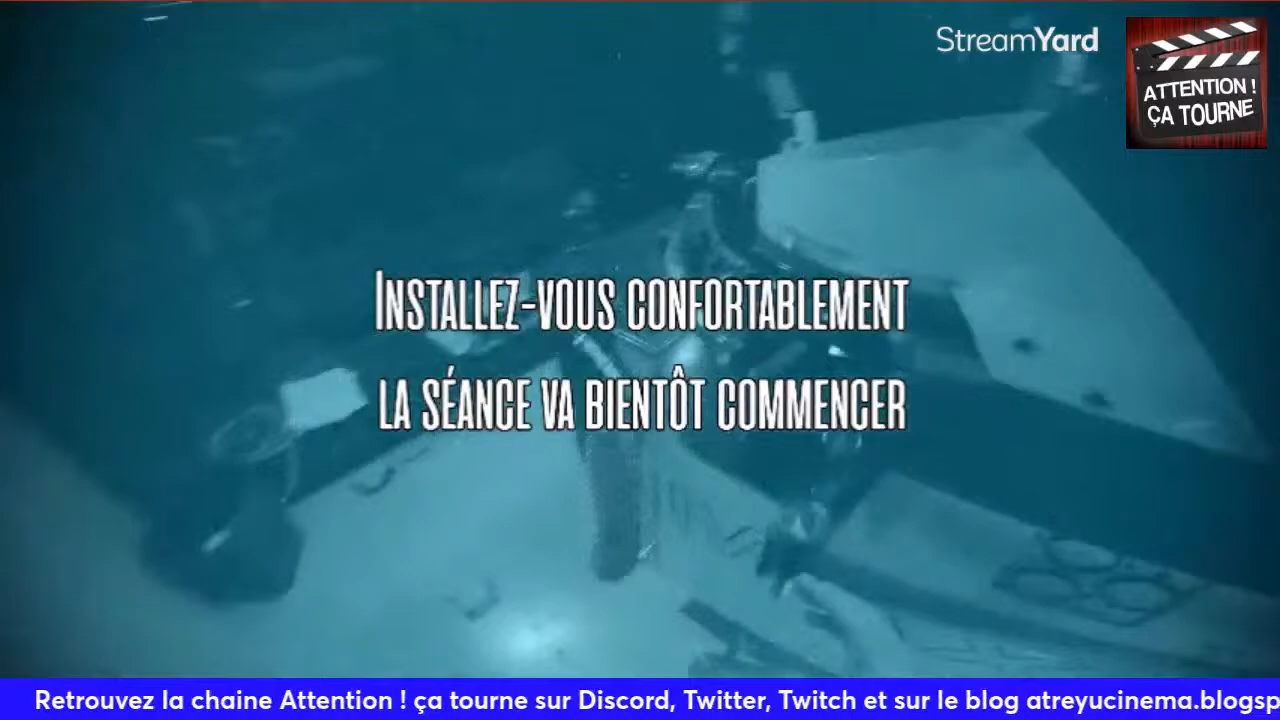 StreamYard
ATTENTION !
ÇA TOURNE
INSTALLEZ-VOUS CONFORTABLEMENT
LA SÉANCE VA BIENTÔT COMMENCER
Retrouvez la chaine Attention ! ça tourne sur Discord, Twitter, Twitch et sur le blog atreyucinema.blogsp